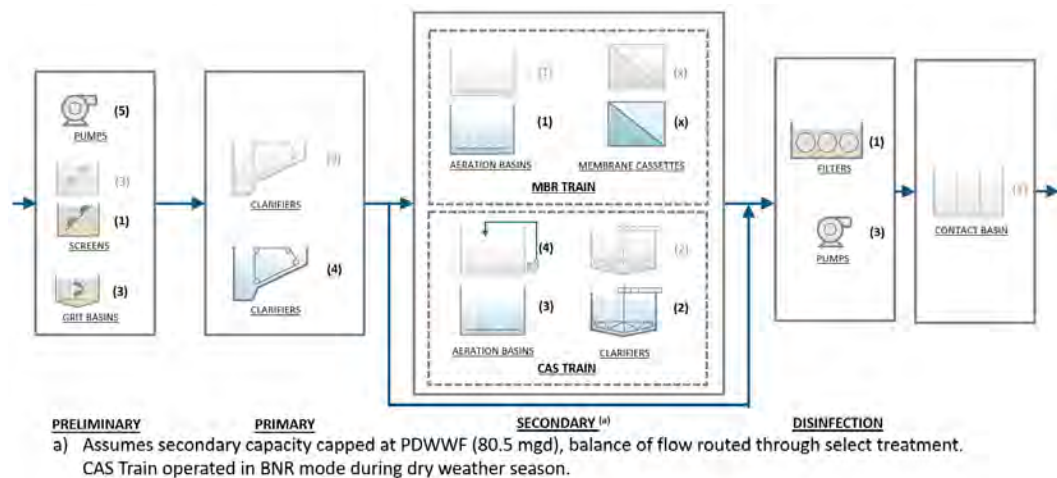 (5)
PUMPS
(3)
(1)
SCREENS
(3)
GRIT BASINS
CLARIFIERS
(4)
CLARIFIERS
(x)
(1)
(x)
AERATION BASINS
MEMBRANE CASSETTES
MBR TRAIN
(4)
(2)
(3)
(2)
AERATION BASINS
CLARIFIERS
CAS TRAIN
(1)
FILTERS
(3)
PUMPS
CONTACT BASIN
PRELIMINARY
PRIMARY
SECONDARY (a)
DISINFECTION
a) Assumes secondary capacity capped at PDWWF (80.5 mgd), balance of flow routed through select treatment.
CAS Train operated in BNR mode during dry weather season.